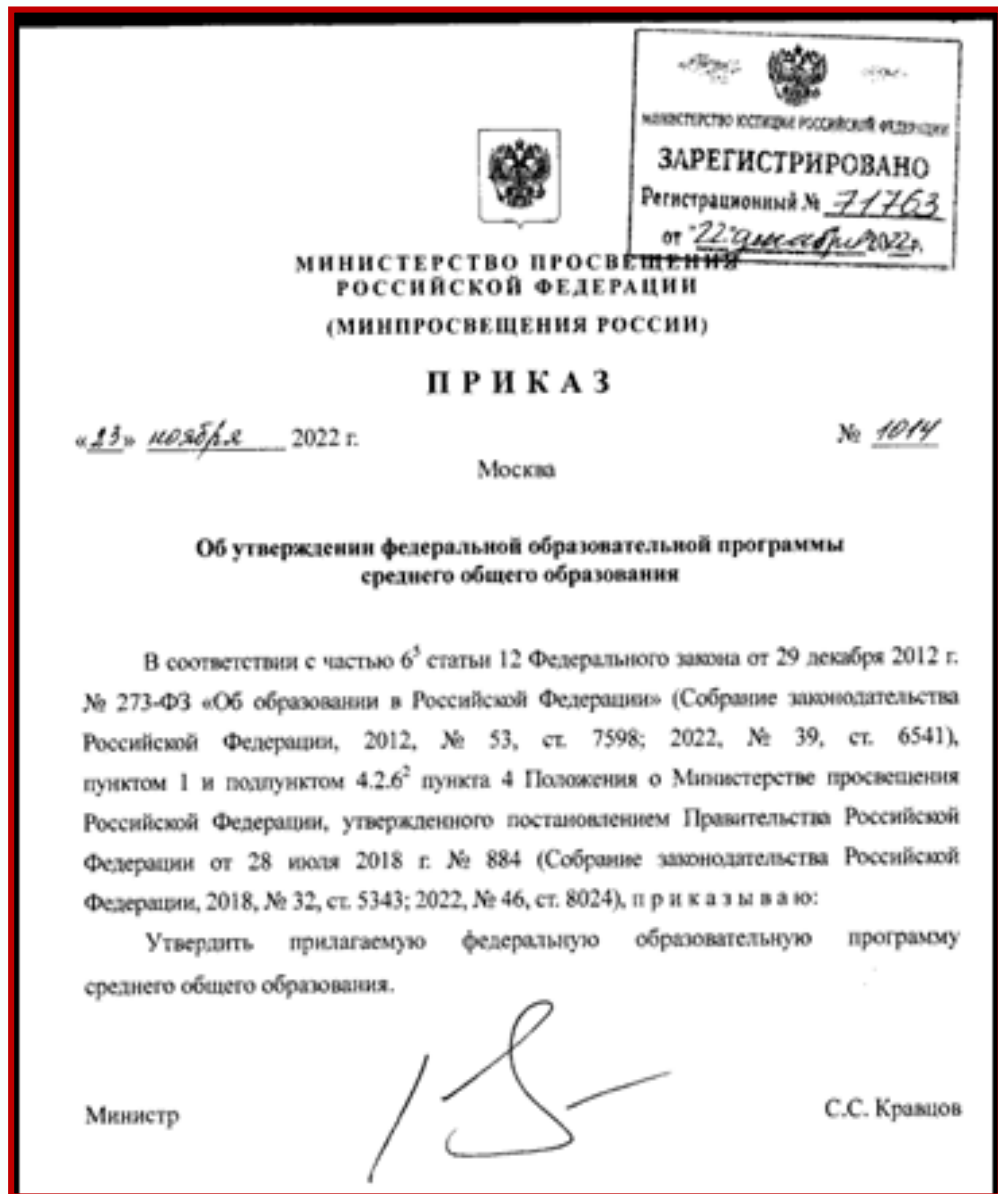 МИНИСТЕРСТВО ЮСТИЦИИ РОССИЙСКОЙ ФЕДЕРАЦИИ
ЗАРЕГИСТРИРОВАНО
Регистрационный № 71763
от "22" декабря 2022г.
МИНИСТЕРСТВО ПРОСВЕЩЕНИЯ
РОССИЙСКОЙ ФЕДЕРАЦИИ
(МИНПРОСВЕЩЕНИЯ РОССИИ)
П Р И К А З
«23» ноября 2022 г.
№ 1014
Москва
Об утверждении федеральной образовательной программы
среднего общего образования
В соответствии с частью 6⁵ статьи 12 Федерального закона от 29 декабря 2012 г.
№ 273-ФЗ «Об образовании в Российской Федерации» (Собрание законодательства
Российской Федерации, 2012, № 53, ст. 7598; 2022, № 39, ст. 6541),
пунктом 1 и подпунктом 4.2.6² пункта 4 Положения о Министерстве просвещения
Российской Федерации, утвержденного постановлением Правительства Российской
Федерации от 28 июля 2018 г. № 884 (Собрание законодательства Российской
Федерации, 2018, № 32, ст. 5343; 2022, № 46, ст. 8024), п р и к а з ы в а ю:
Утвердить прилагаемую федеральную образовательную программу
среднего общего образования.
Министр
С.С. Кравцов